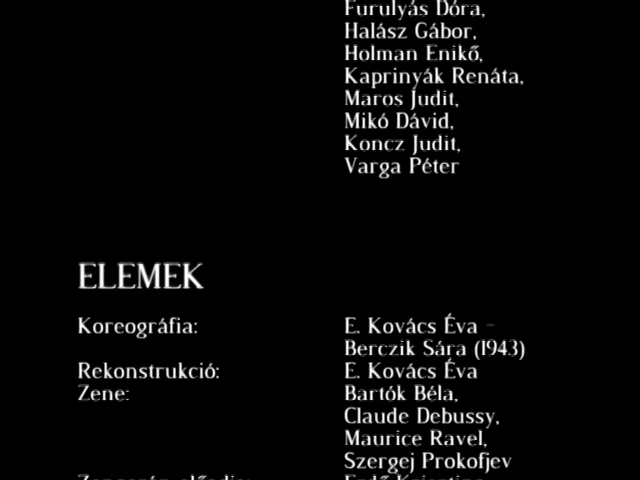 Furulyás Dóra,
Halász Gábor,
Holman Enikő,
Kaprinyák Renáta,
Maros Judit,
Mikó Dávid,
Koncz Judit,
Varga Péter
ELEMEK
Koreográfia: E. Kovács Éva –
Berczik Sára (1943)
Rekonstrukció: E. Kovács Éva
Zene: Bartók Béla,
Claude Debussy,
Maurice Ravel,
Szergej Prokofjev